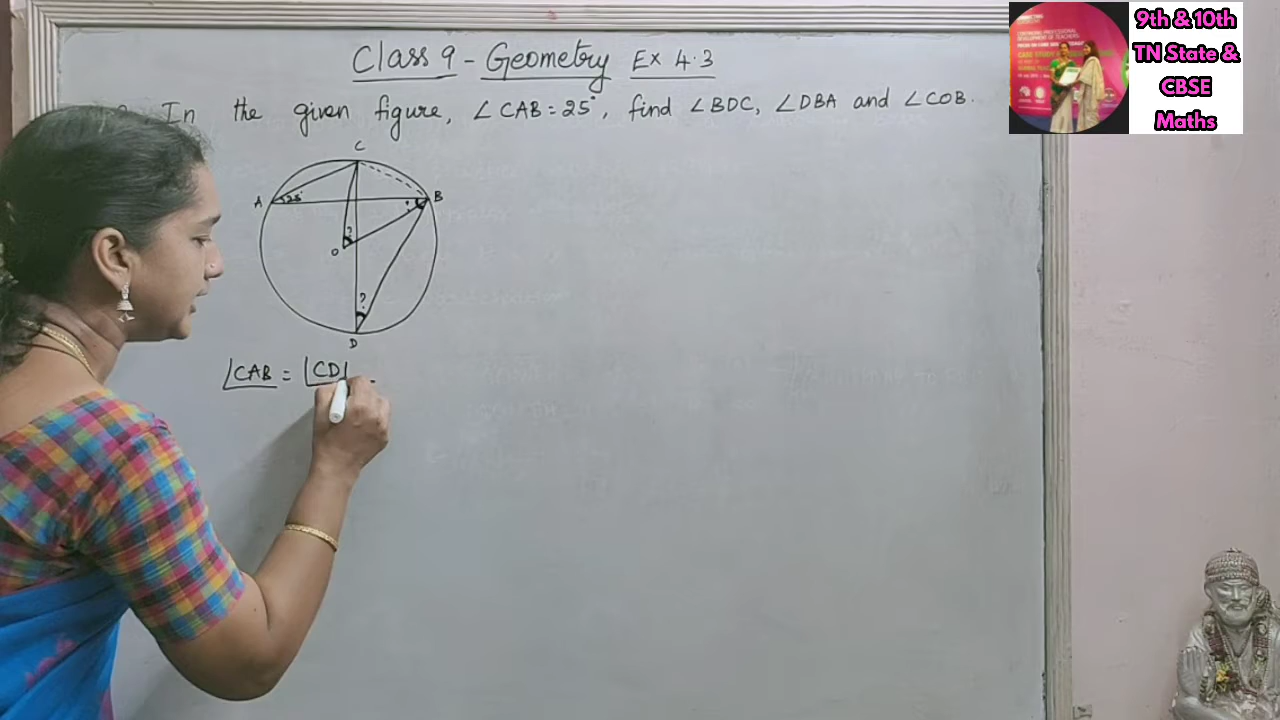 Class 9 - Geometry Ex 4.3
In the given figure, ∠CAB = 25°, find ∠BDC, ∠DBA and ∠COB.
C
A 25° B
?
?
O
?
D
∠CAB = ∠CD
9th & 10th
TN State &
CBSE
Maths